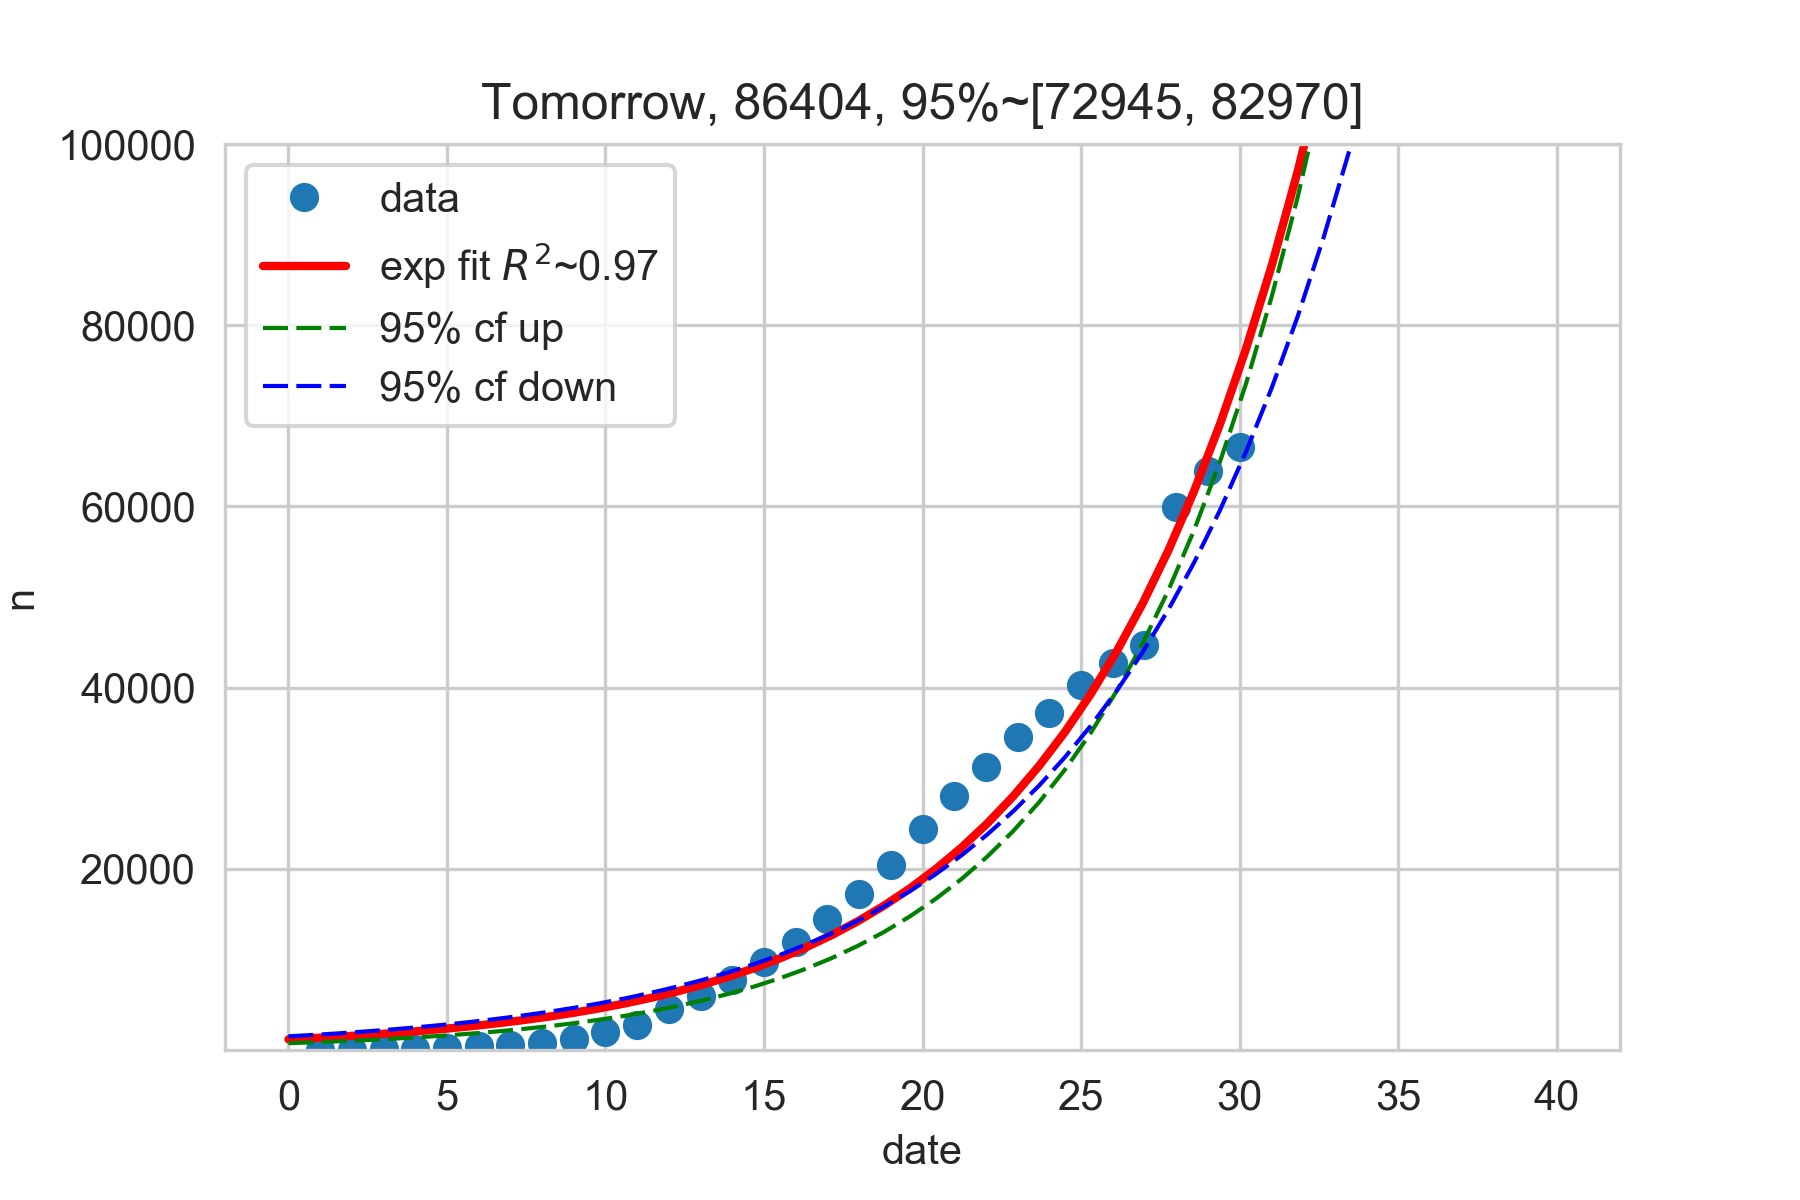 Tomorrow, 86404, 95%~[72945, 82970]
100000
80000
60000
40000
20000
n
data
exp fit R²~0.97
95% cf up
95% cf down
0 5 10 15 20 25 30 35 40
date